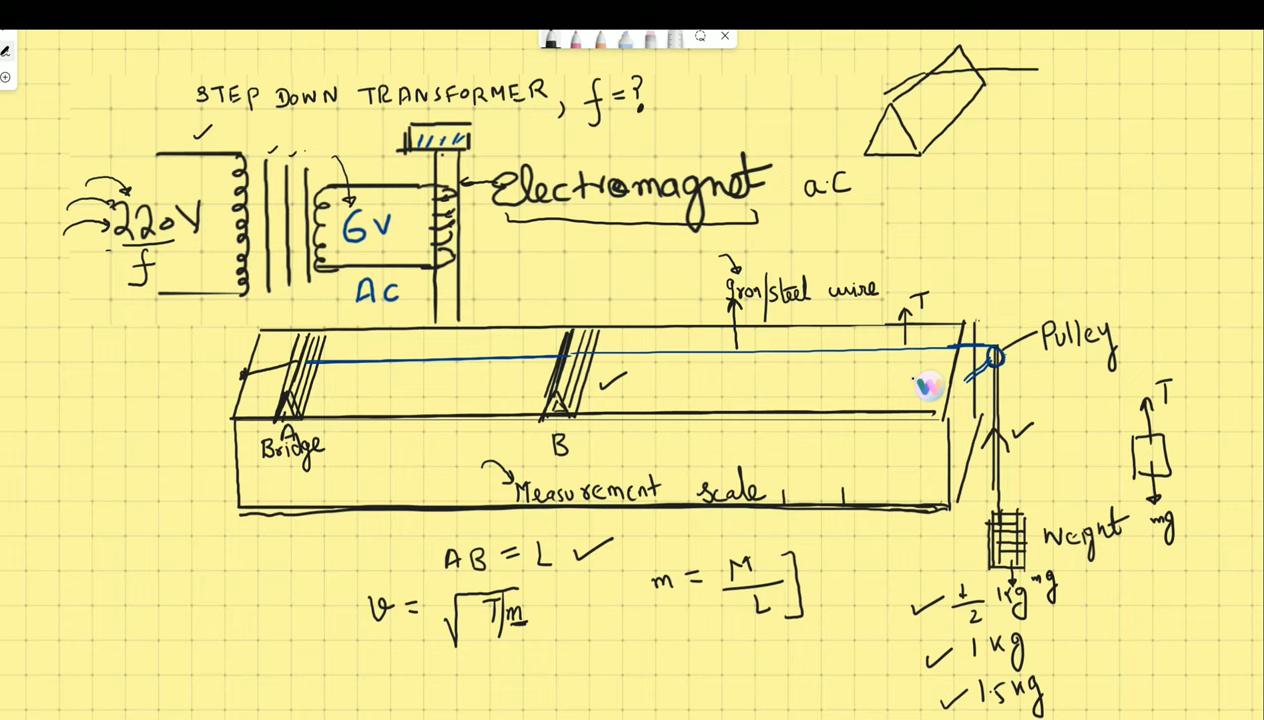 STEP DOWN TRANSFORMER, f = ?
220V
f
6V
AC
Electromagnet
a.C
Iron/steel wire
T
Pulley
T
mg
A
Bridge
B
Measurement scale
Weight
mg
AB = L
v = √T/m
m = M/L
1/2 kg
1 kg
1.5 kg